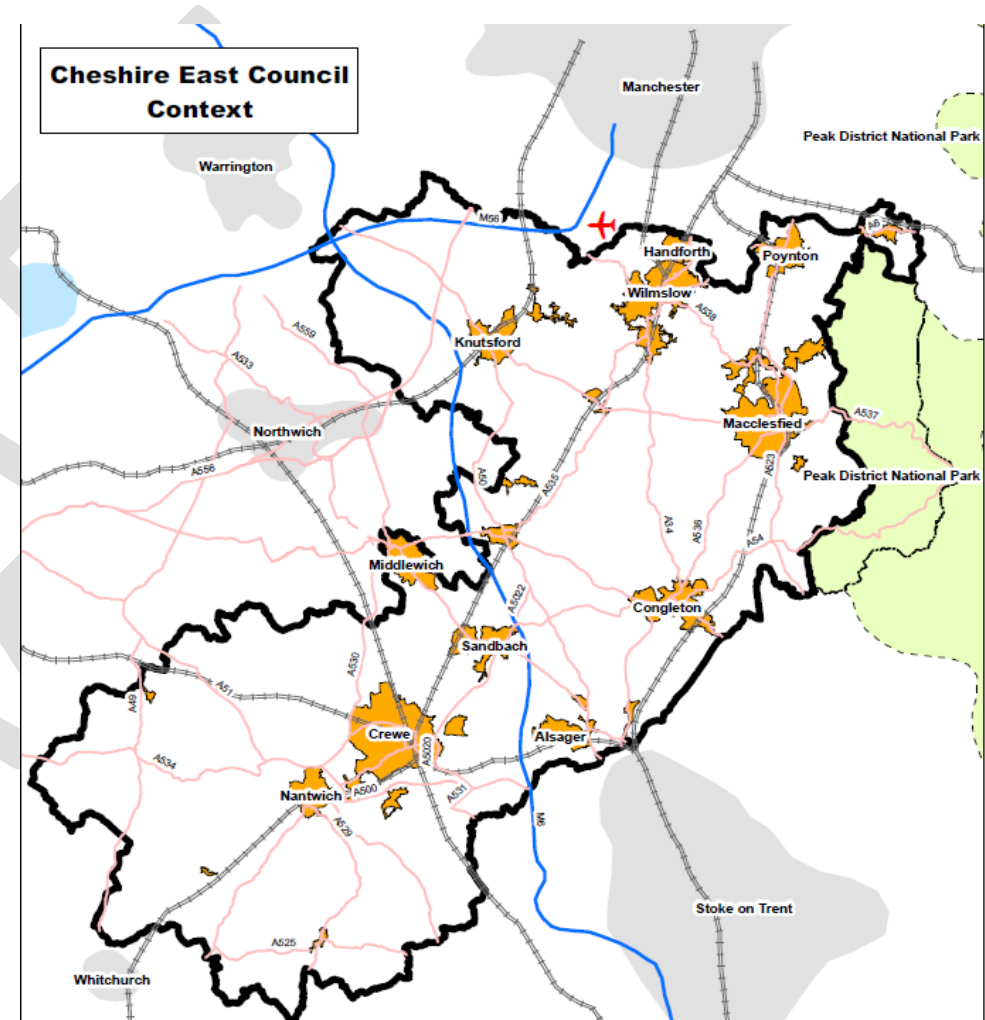 Cheshire East Council
Context
Manchester
Peak District National Park
Warrington
M56
A6
Handforth
Poynton
Wilmslow
A538
A559
Knutsford
A533
A537
Macclesfied
Northwich
A556
A523
Peak District National Park
A50
A535
A34
A536
A54
Middlewich
A5022
Congleton
Sandbach
A530
A51
A49
Crewe
Alsager
A5020
A534
A500
Nantwich
A531
A529
M6
Stoke on Trent
A525
Whitchurch